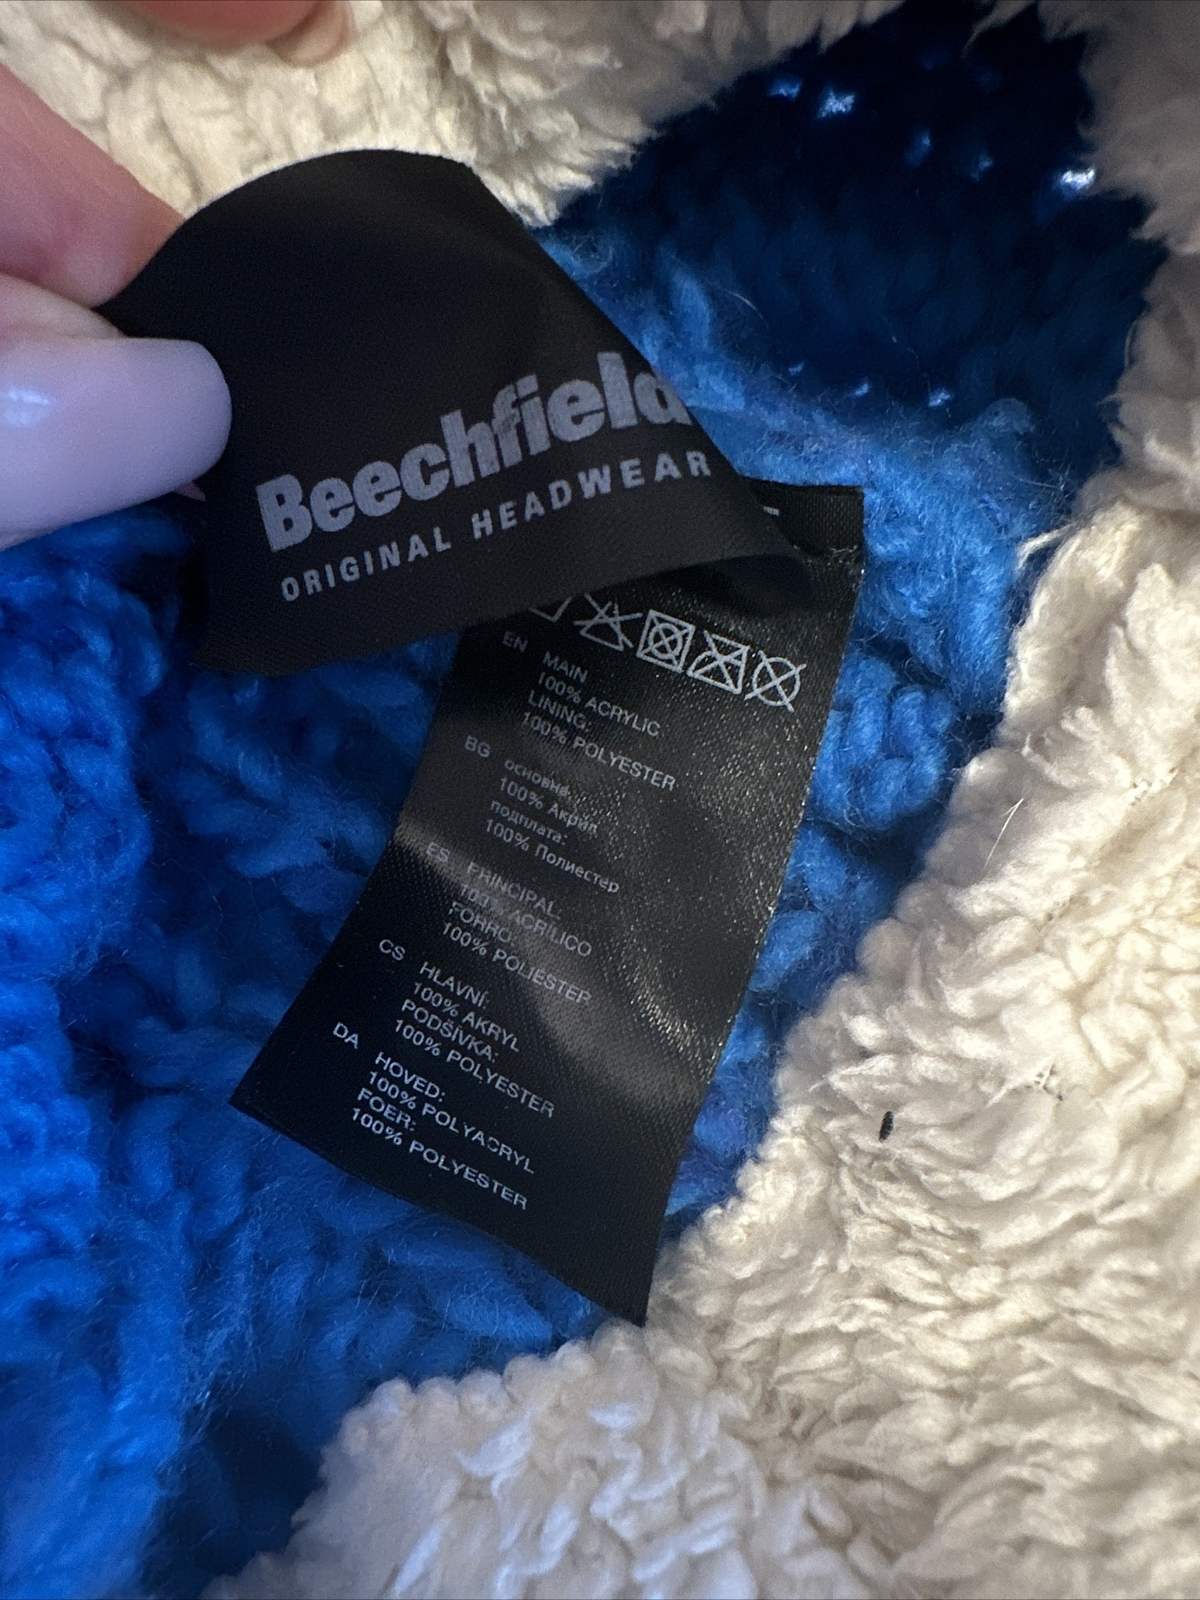 Beechfield
ORIGINAL HEADWEAR
EN MAIN
100% ACRYLIC
LINING:
100% POLYESTER
BG основна:
100% Акрил
подплата:
100% Полиестер
ES PRINCIPAL:
100% ACRÍLICO
FORRO:
100% POLIÉSTER
CS HLAVNÍ:
100% AKRYL
PODŠÍVKA:
100% POLYESTER
DA HOVED:
100% POLYACRYL
FOER:
100% POLYESTER